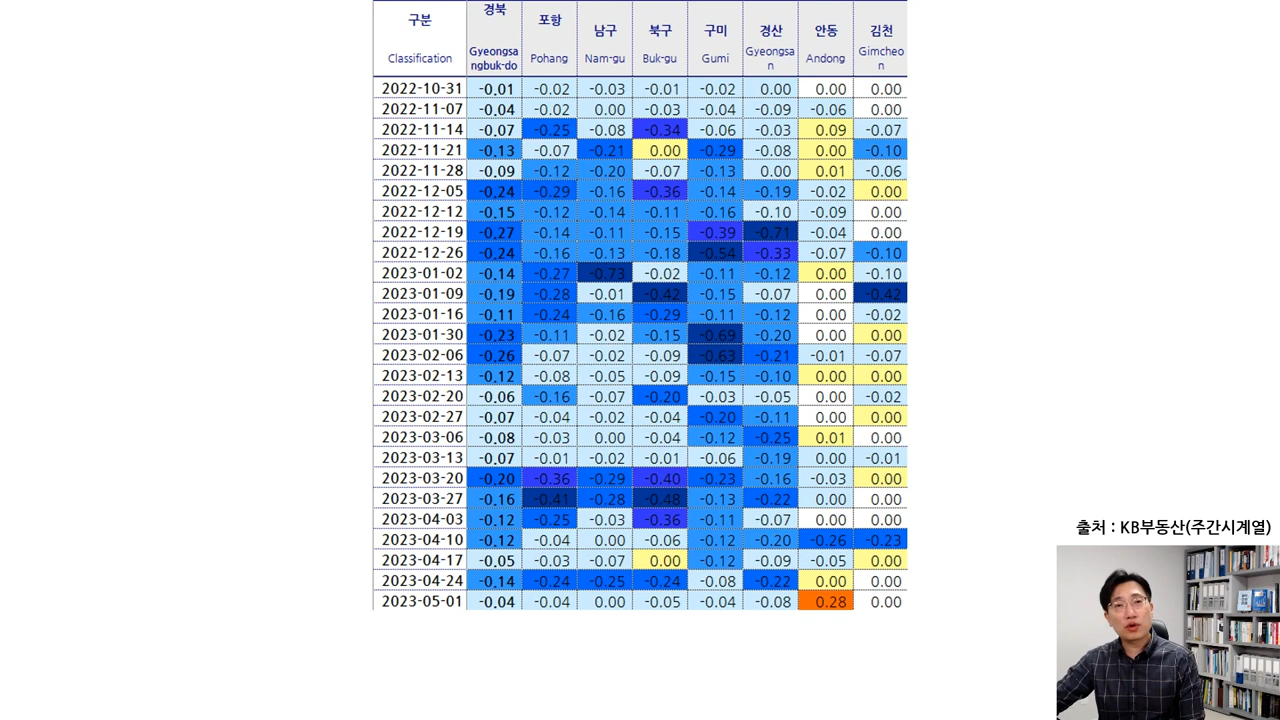 구분 경북 포항 남구 북구 구미 경산 안동 김천
Classification Gyeongsa ngbuk-do Pohang Nam-gu Buk-gu Gumi Gyeongsa n Andong Gimcheo n
2022-10-31 -0.01 -0.02 -0.03 -0.01 -0.02 0.00 0.00 0.00
2022-11-07 -0.04 -0.02 0.00 -0.03 -0.04 -0.09 -0.06 0.00
2022-11-14 -0.07 -0.25 -0.08 -0.34 -0.06 -0.03 0.09 -0.07
2022-11-21 -0.13 -0.07 -0.21 0.00 -0.29 -0.08 0.00 -0.10
2022-11-28 -0.09 -0.12 -0.20 -0.07 -0.13 0.00 0.01 -0.06
2022-12-05 -0.24 -0.29 -0.16 -0.36 -0.14 -0.19 -0.02 0.00
2022-12-12 -0.15 -0.12 -0.14 -0.11 -0.16 -0.10 -0.09 0.00
2022-12-19 -0.27 -0.14 -0.11 -0.15 -0.39 -0.71 -0.04 0.00
2022-12-26 -0.24 -0.16 -0.13 -0.18 -0.54 -0.33 -0.07 -0.10
2023-01-02 -0.14 -0.27 -0.73 -0.02 -0.11 -0.12 0.00 -0.10
2023-01-09 -0.19 -0.28 -0.01 -0.42 -0.15 -0.07 0.00 -0.42
2023-01-16 -0.11 -0.24 -0.16 -0.29 -0.11 -0.12 0.00 -0.02
2023-01-30 -0.23 -0.11 -0.02 -0.15 -0.69 -0.20 0.00 0.00
2023-02-06 -0.26 -0.07 -0.02 -0.09 -0.63 -0.21 -0.01 -0.07
2023-02-13 -0.12 -0.08 -0.05 -0.09 -0.15 -0.10 0.00 0.00
2023-02-20 -0.06 -0.16 -0.07 -0.20 -0.03 -0.05 0.00 -0.02
2023-02-27 -0.07 -0.04 -0.02 -0.04 -0.20 -0.11 0.00 0.00
2023-03-06 -0.08 -0.03 0.00 -0.04 -0.12 -0.25 0.01 0.00
2023-03-13 -0.07 -0.01 -0.02 -0.01 -0.06 -0.19 0.00 -0.01
2023-03-20 -0.20 -0.36 -0.29 -0.40 -0.23 -0.16 -0.03 0.00
2023-03-27 -0.16 -0.41 -0.28 -0.48 -0.13 -0.22 0.00 0.00
2023-04-03 -0.12 -0.25 -0.03 -0.36 -0.11 -0.07 0.00 0.00
2023-04-10 -0.12 -0.04 0.00 -0.06 -0.12 -0.20 -0.26 -0.23
2023-04-17 -0.05 -0.03 -0.07 0.00 -0.12 -0.09 -0.05 0.00
2023-04-24 -0.14 -0.24 -0.25 -0.24 -0.08 -0.22 0.00 0.00
2023-05-01 -0.04 -0.04 0.00 -0.05 -0.04 -0.08 0.28 0.00
출처 : KB부동산(주간시계열)